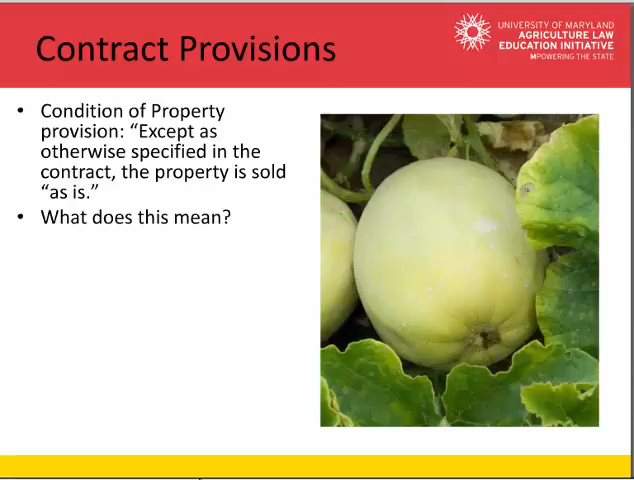 Contract Provisions
UNIVERSITY OF MARYLAND
AGRICULTURE LAW
EDUCATION INITIATIVE
MPOWERING THE STATE
• Condition of Property
provision: “Except as
otherwise specified in the
contract, the property is sold
“as is.”
• What does this mean?